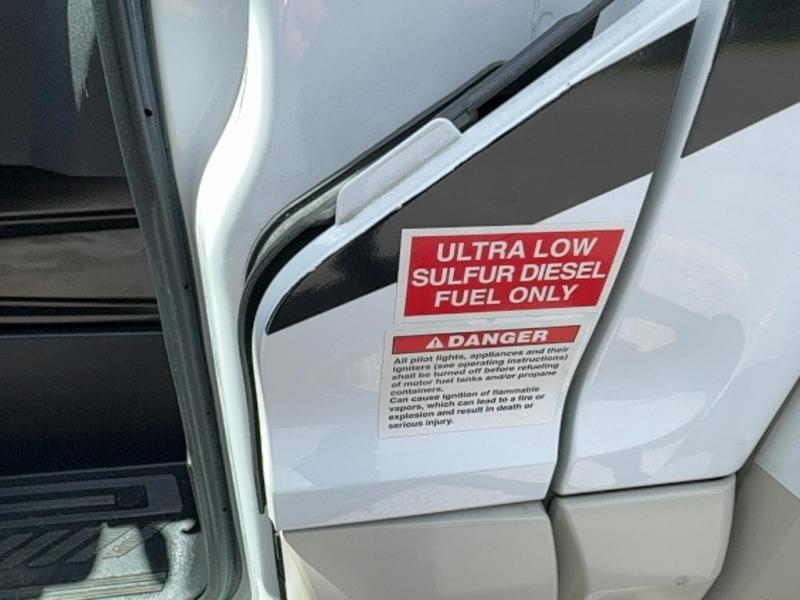 ULTRA LOW
SULFUR DIESEL
FUEL ONLY
DANGER
All pilot lights, appliances and their
igniters (see operating instructions)
shall be turned off before refueling
of motor fuel tanks and/or propane
containers.
Can cause ignition of flammable
vapors, which can lead to a fire or
explosion and result in death or
serious injury.